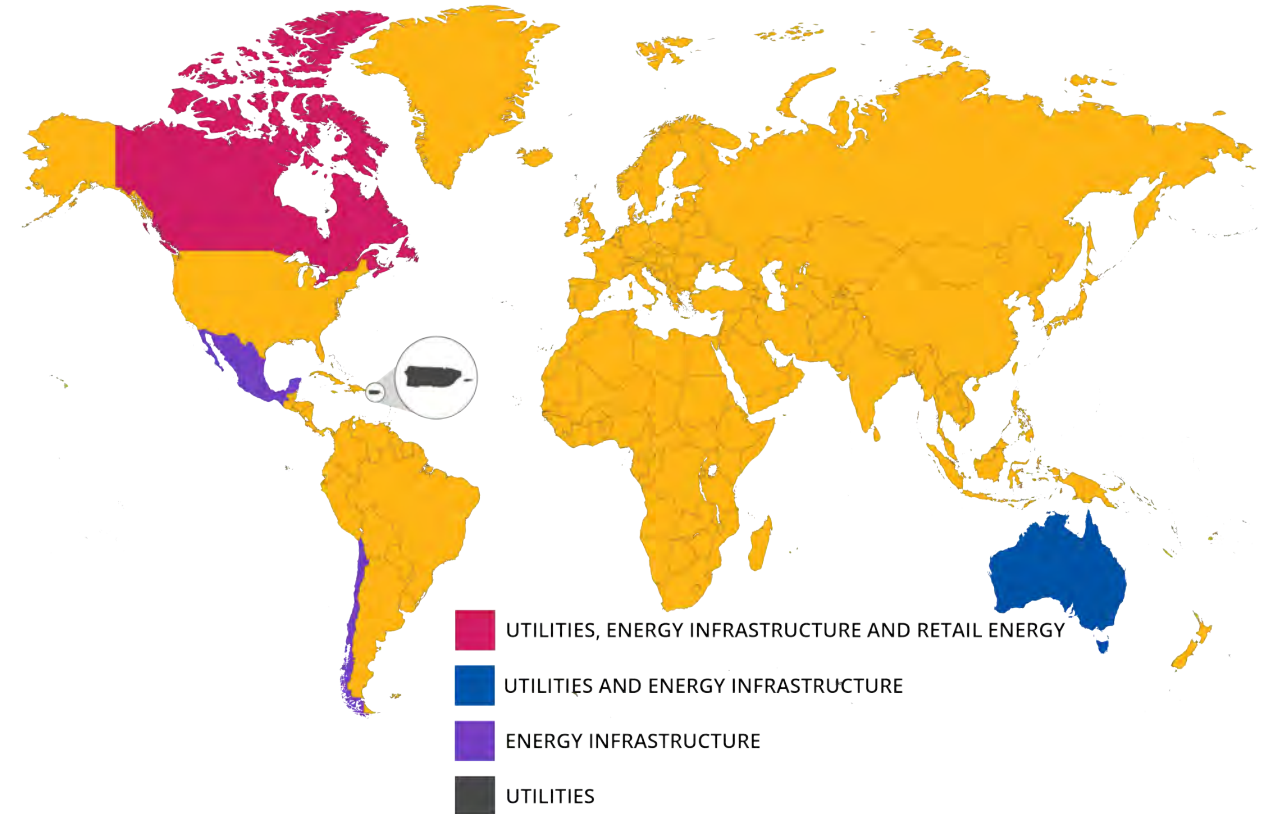 UTILITIES, ENERGY INFRASTRUCTURE AND RETAIL ENERGY
UTILITIES AND ENERGY INFRASTRUCTURE
ENERGY INFRASTRUCTURE
UTILITIES